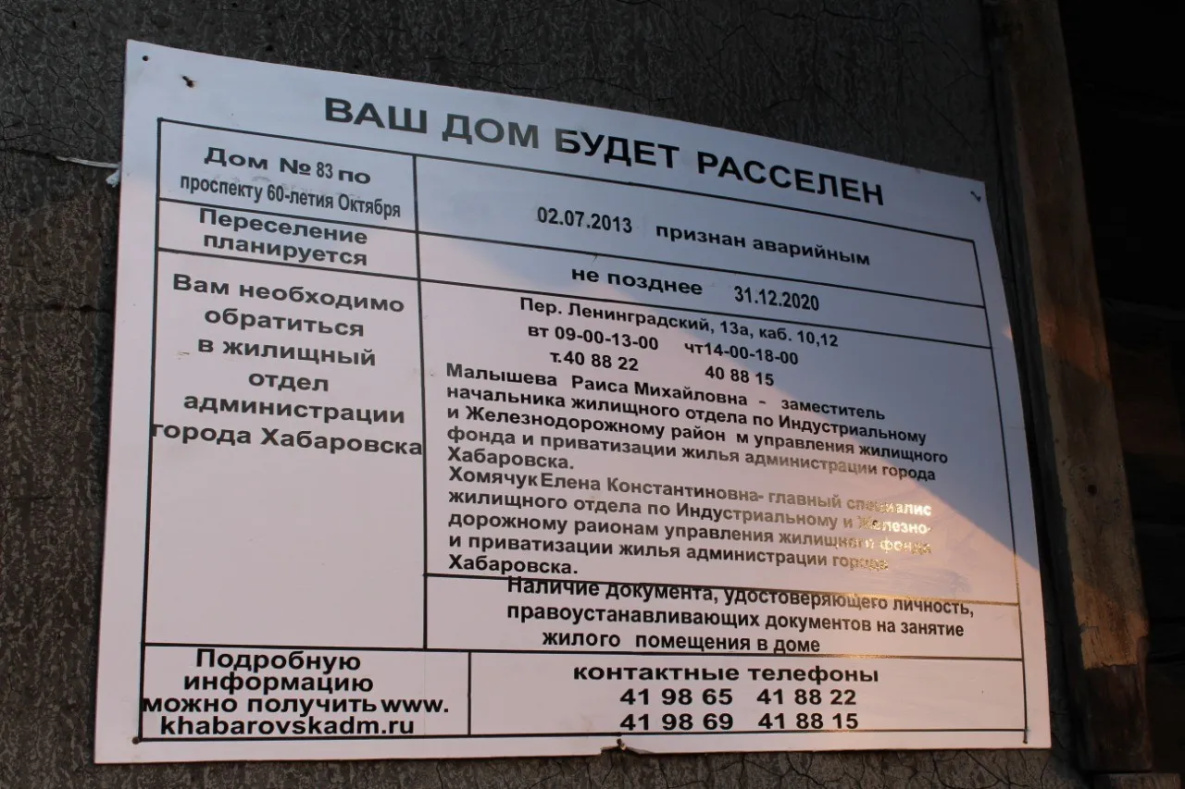 ВАШ ДОМ БУДЕТ РАССЕЛЕН
Дом № 83 по
проспекту 60-летия Октября
02.07.2013 признан аварийным
Переселение
планируется
не позднее 31.12.2020
Вам необходимо
обратиться
в жилищный
отдел
администрации
города Хабаровска
Пер. Ленинградский, 13а, каб. 10,12
вт 09-00-13-00 чт14-00-18-00
т.40 88 22 40 88 15
Малышева Раиса Михайловна - заместитель
начальника жилищного отдела по Индустриальному
и Железнодорожному район м управления жилищного
фонда и приватизации жилья администрации города
Хабаровска.
Хомячук Елена Константиновна- главный специалис
жилищного отдела по Индустриальному и Железно-
дорожному раионам управления жилищного фонда
и приватизации жилья администрации города
Хабаровска.
Наличие документа, удостоверяющего личность,
правоустанавливающих документов на занятие
жилого помещения в доме
Подробную
информацию
можно получить www.
khabarovskadm.ru
контактные телефоны
41 98 65 41 88 22
41 98 69 41 88 15